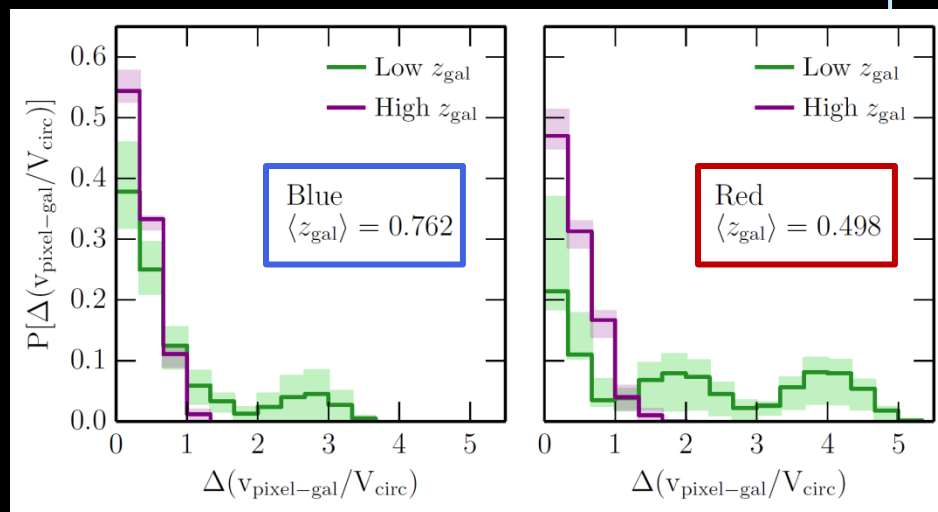 P[Δ(v_pixel−gal/V_circ)]
0.6
0.5
0.4
0.3
0.2
0.1
0.0
Low z_gal
High z_gal
Blue
⟨z_gal⟩ = 0.762
0 1 2 3 4 5
Δ(v_pixel−gal/V_circ)
Low z_gal
High z_gal
Red
⟨z_gal⟩ = 0.498
0 1 2 3 4 5
Δ(v_pixel−gal/V_circ)